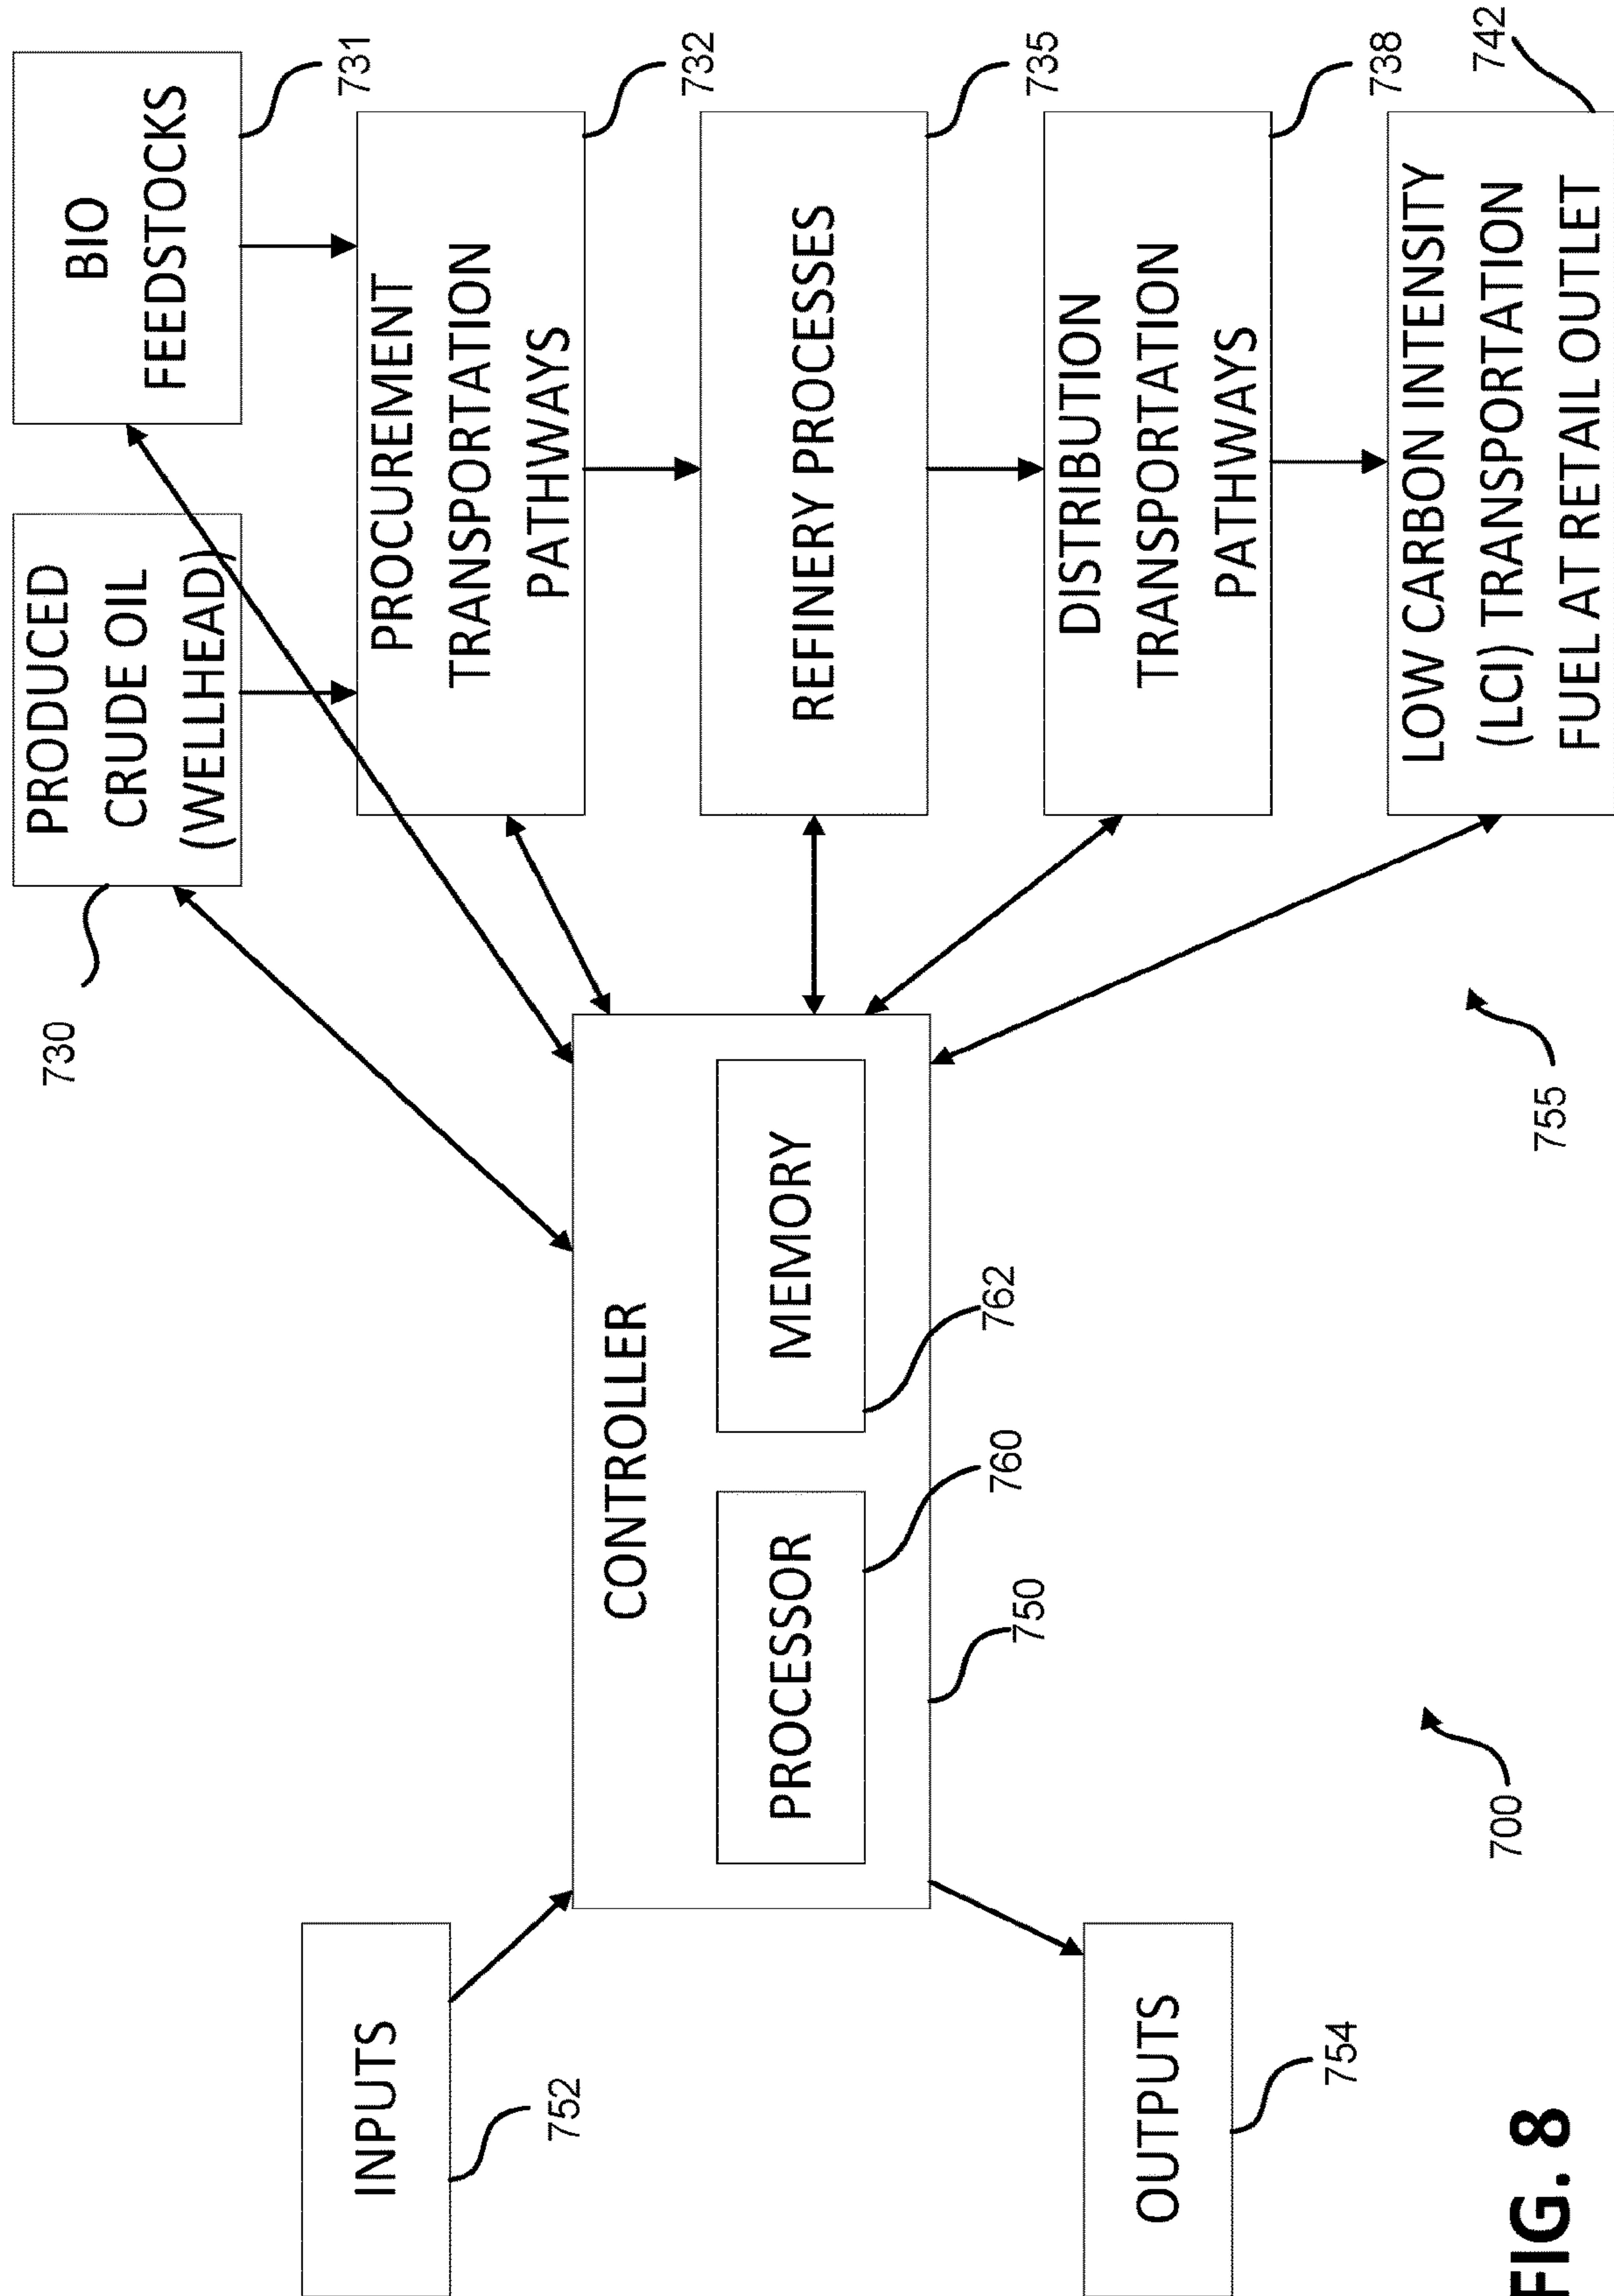 PRODUCED
CRUDE OIL
(WELLHEAD)
730
BIO
FEEDSTOCKS
731
PROCUREMENT
TRANSPORTATION
PATHWAYS
732
REFINERY PROCESSES
735
DISTRIBUTION
TRANSPORTATION
PATHWAYS
738
LOW CARBON INTENSITY
(LCI) TRANSPORTATION
FUEL AT RETAIL OUTLET
742
INPUTS
752
CONTROLLER
PROCESSOR
760
MEMORY
762
750
OUTPUTS
754
755
700
FIG. 8